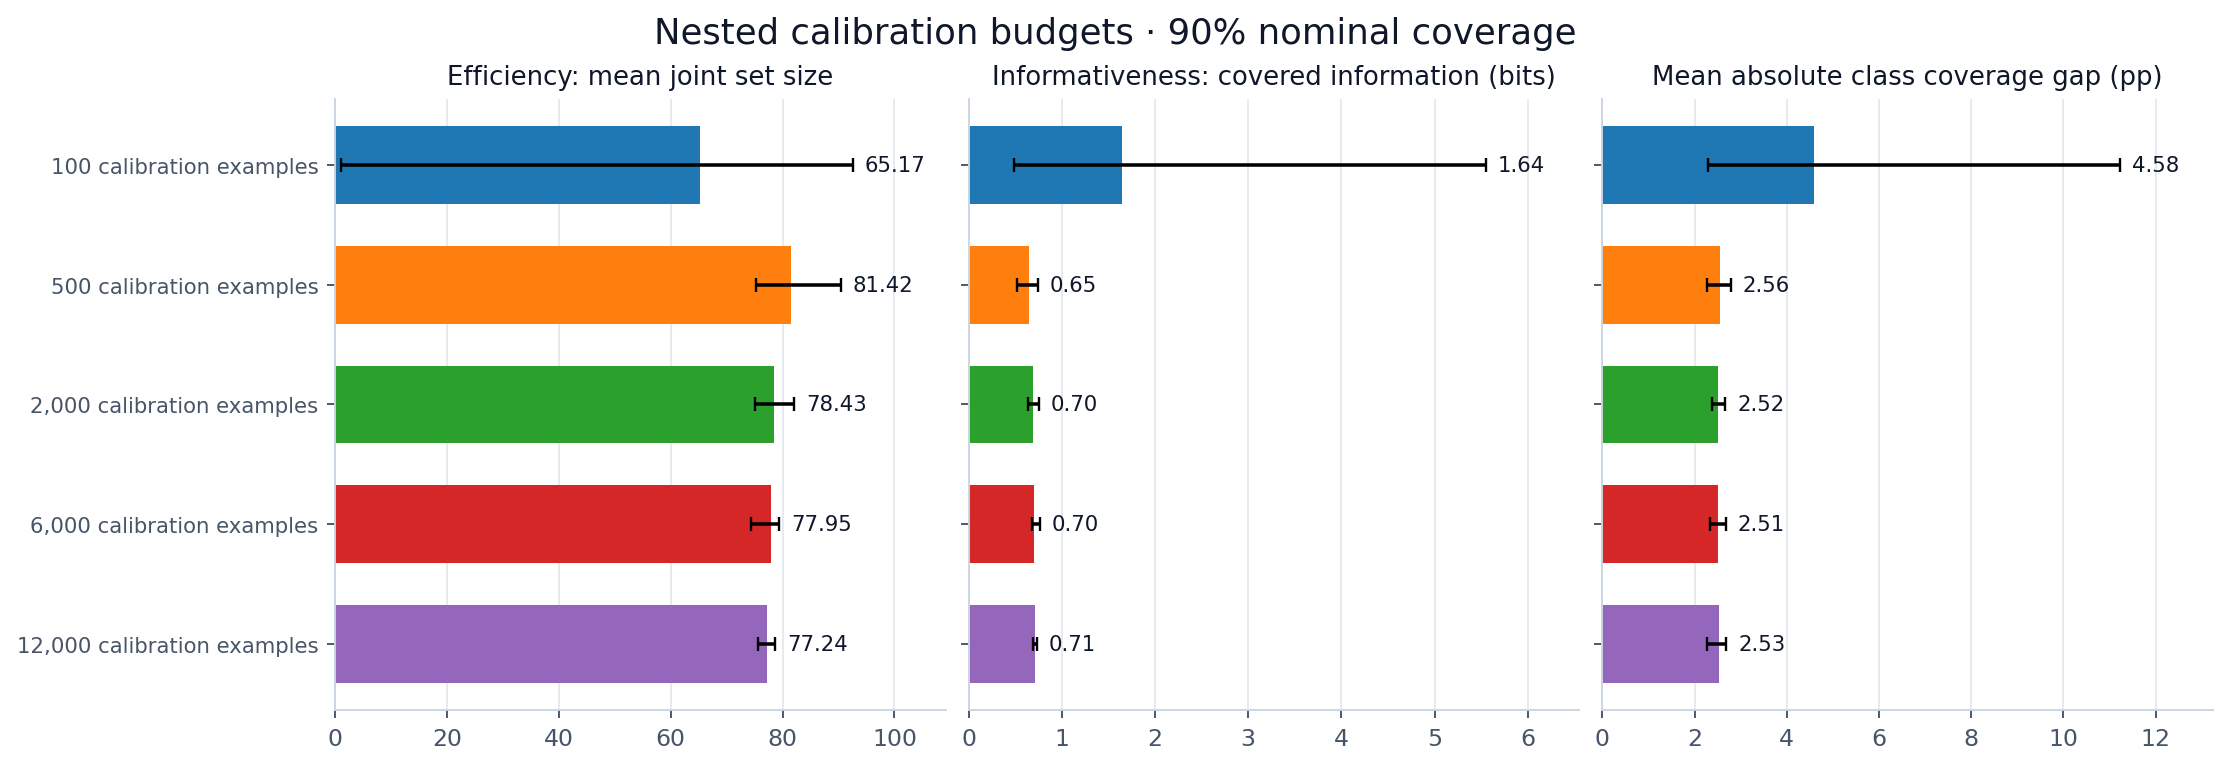 Nested calibration budgets · 90% nominal coverage
Efficiency: mean joint set size
Informativeness: covered information (bits)
Mean absolute class coverage gap (pp)
100 calibration examples
65.17
1.64
4.58
500 calibration examples
81.42
0.65
2.56
2,000 calibration examples
78.43
0.70
2.52
6,000 calibration examples
77.95
0.70
2.51
12,000 calibration examples
77.24
0.71
2.53
0 20 40 60 80 100
0 1 2 3 4 5 6
0 2 4 6 8 10 12